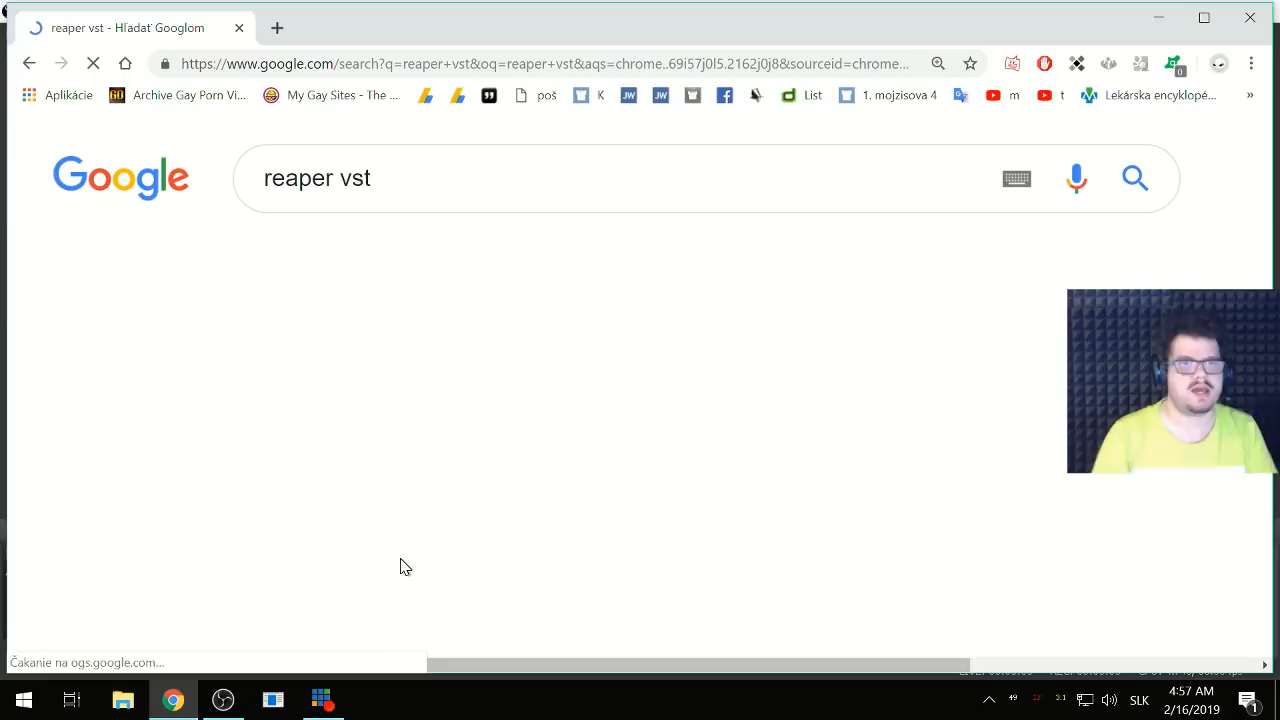 reaper vst - Hľadať Googlom
https://www.google.com/search?q=reaper+vst&oq=reaper+vst&aqs=chrome..69i57j0l5.2162j0j8&sourceid=chrome...
Aplikácie
Archive Gay Porn Vi...
My Gay Sites - The ...
poš
K
JW
JW
List
1. mojzisova 4
m
t
Lekárska encyklopé...
»
Google
reaper vst
Čakanie na ogs.google.com...
SLK
4:57 AM
2/16/2019